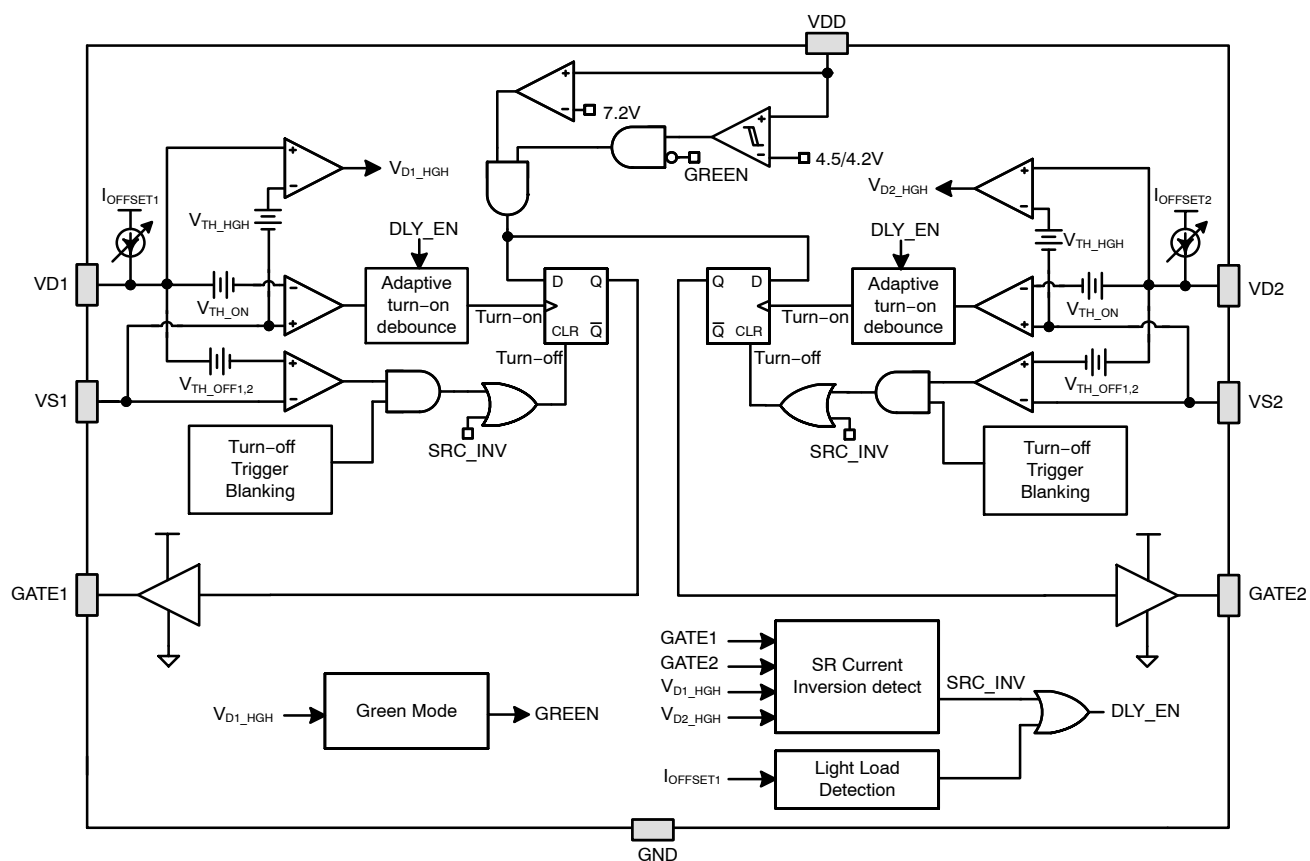 VDD
7.2V
4.5/4.2V
GREEN
VD1_HGH
VD2_HGH
IOFFSET1
IOFFSET2
VTH_HGH
VTH_HGH
DLY_EN
DLY_EN
VD1
VTH_ON
Adaptive
turn−on
debounce
Turn−on
D
Q
CLR
Q
Turn−off
Q
D
Q
CLR
Turn−on
Turn−off
Adaptive
turn−on
debounce
VTH_ON
VD2
VS1
VTH_OFF1,2
SRC_INV
SRC_INV
VTH_OFF1,2
VS2
Turn−off
Trigger
Blanking
Turn−off
Trigger
Blanking
GATE1
GATE2
GATE1
GATE2
VD1_HGH
VD2_HGH
SR Current
Inversion detect
SRC_INV
DLY_EN
VD1_HGH
Green Mode
GREEN
IOFFSET1
Light Load
Detection
GND